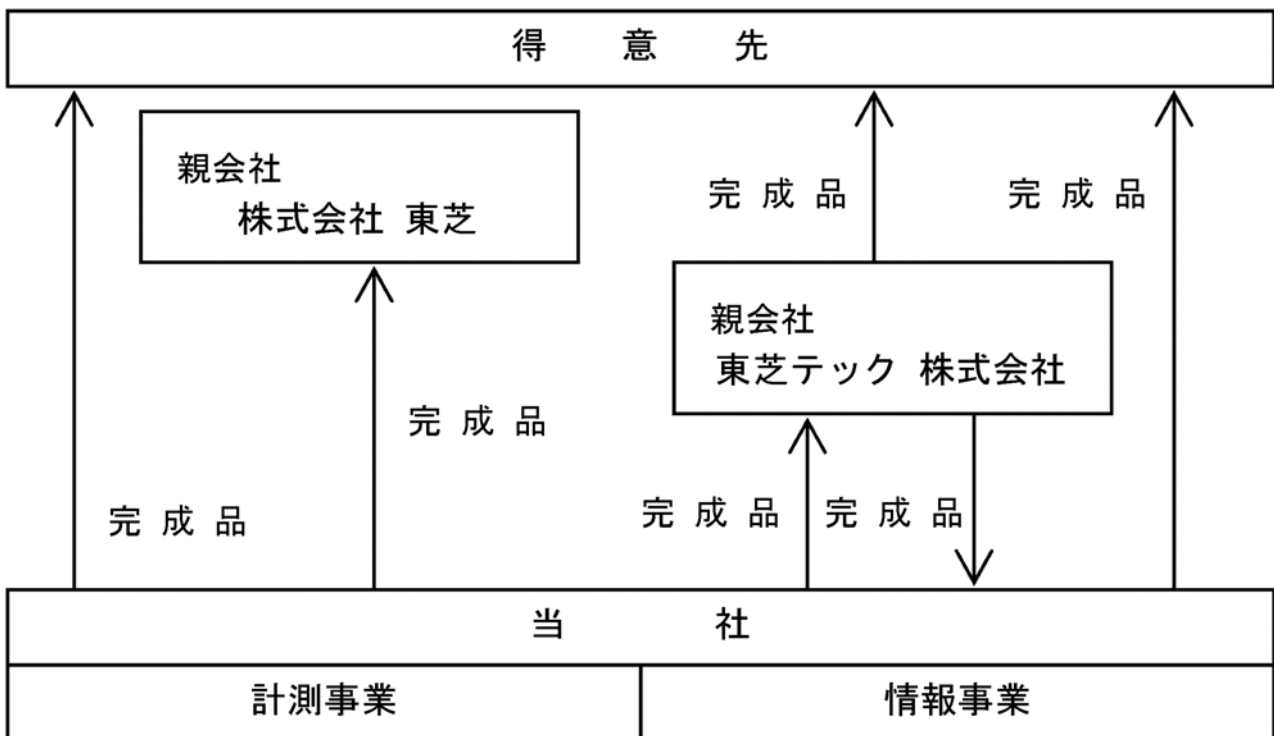 得意先
親会社
株式会社 東芝
完成品
完成品
親会社
東芝テック 株式会社
完成品
完成品
完成品
完成品
当社
計測事業
情報事業